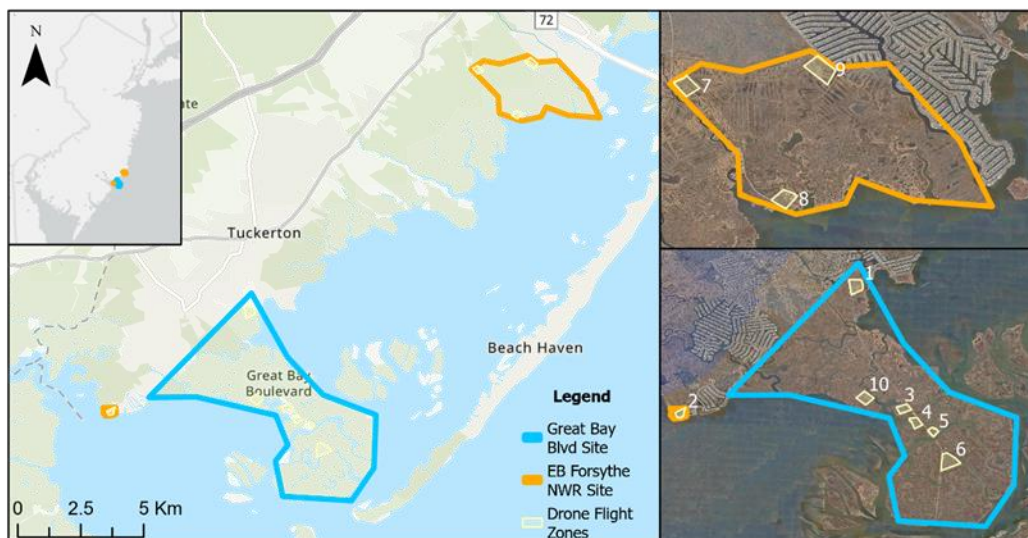 N
72
ate
Tuckerton
Great Bay
Boulevard
Beach Haven
Legend
Great Bay
Blvd Site
EB Forsythe
NWR Site
Drone Flight
Zones
0 2.5 5 Km
7
9
8
1
2
10
3
4
5
6